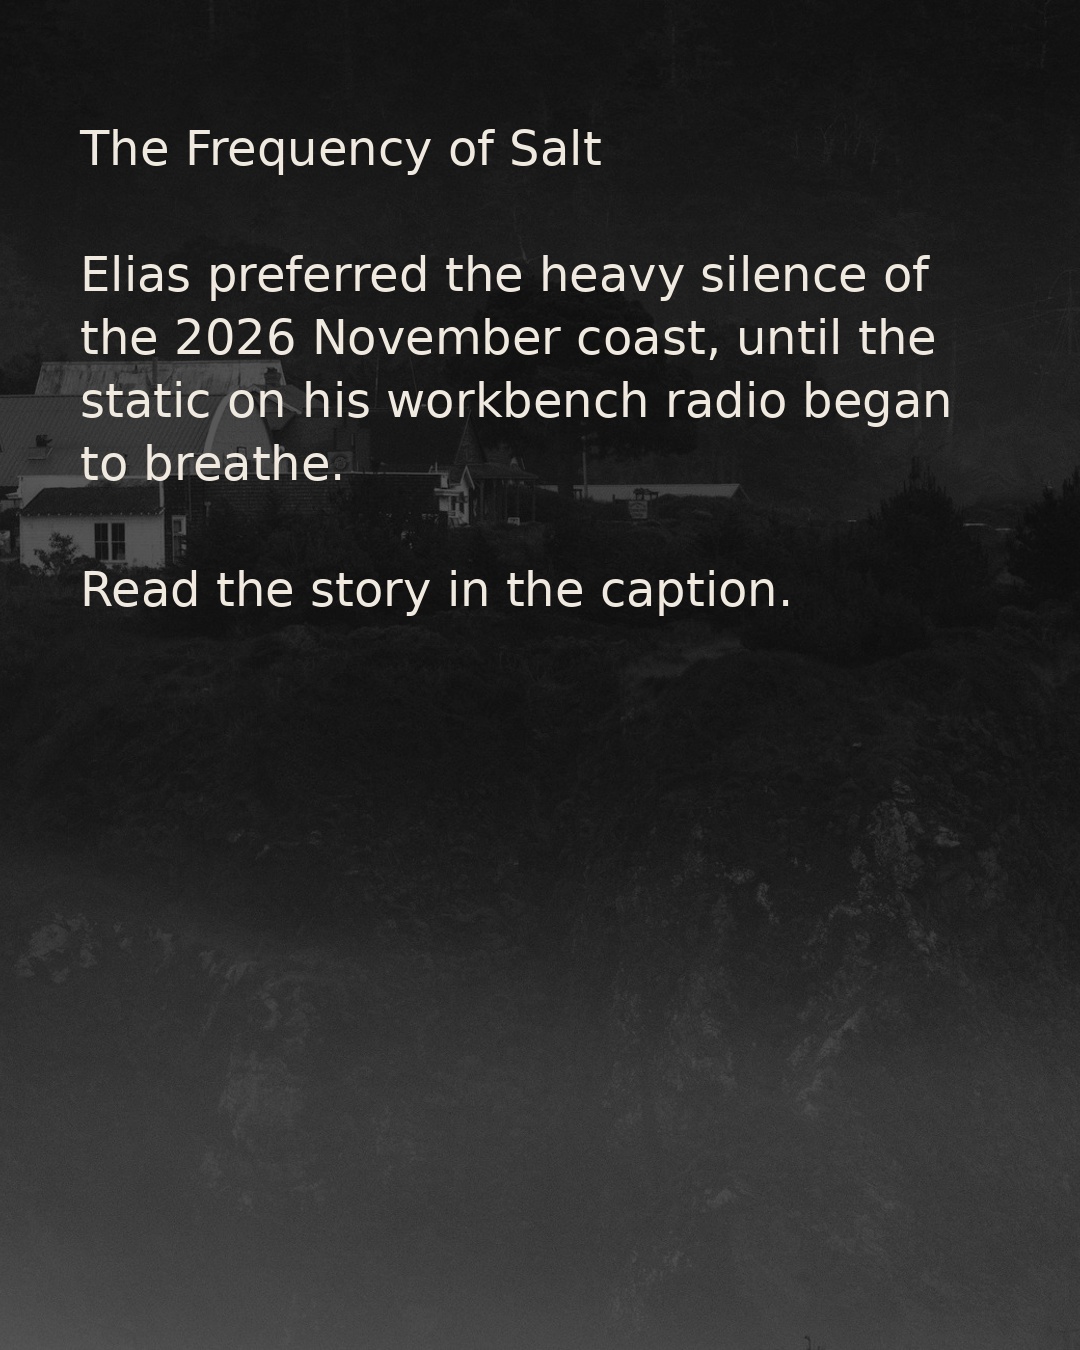 The Frequency of Salt
Elias preferred the heavy silence of
the 2026 November coast, until the
static on his workbench radio began
to breathe.
Read the story in the caption.